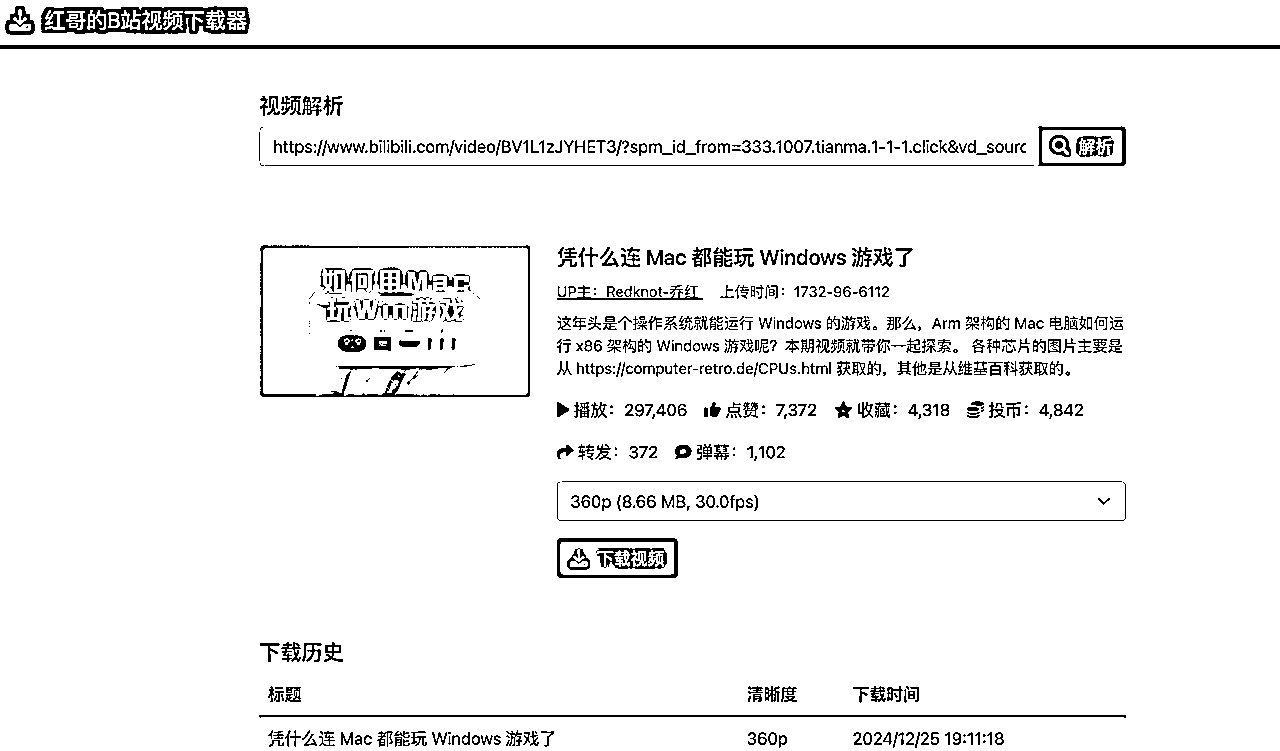 红哥的B站视频下载器
视频解析
https://www.bilibili.com/video/BV1L1zJYHET3/?spm_id_from=333.1007.tianma.1-1-1.click&vd_sourc
解析
如何用Mac
玩Win游戏
凭什么连 Mac 都能玩 Windows 游戏了
UP主：Redknot-乔红 上传时间：1732-96-6112
这年头是个操作系统就能运行 Windows 的游戏。那么，Arm 架构的 Mac 电脑如何运
行 x86 架构的 Windows 游戏呢？本期视频就带你一起探索。 各种芯片的图片主要是
从 https://computer-retro.de/CPUs.html 获取的，其他是从维基百科获取的。
播放：297,406 点赞：7,372 收藏：4,318 投币：4,842
转发：372 弹幕：1,102
360p (8.66 MB, 30.0fps)
下载视频
下载历史
标题 清晰度 下载时间
凭什么连 Mac 都能玩 Windows 游戏了 360p 2024/12/25 19:11:18